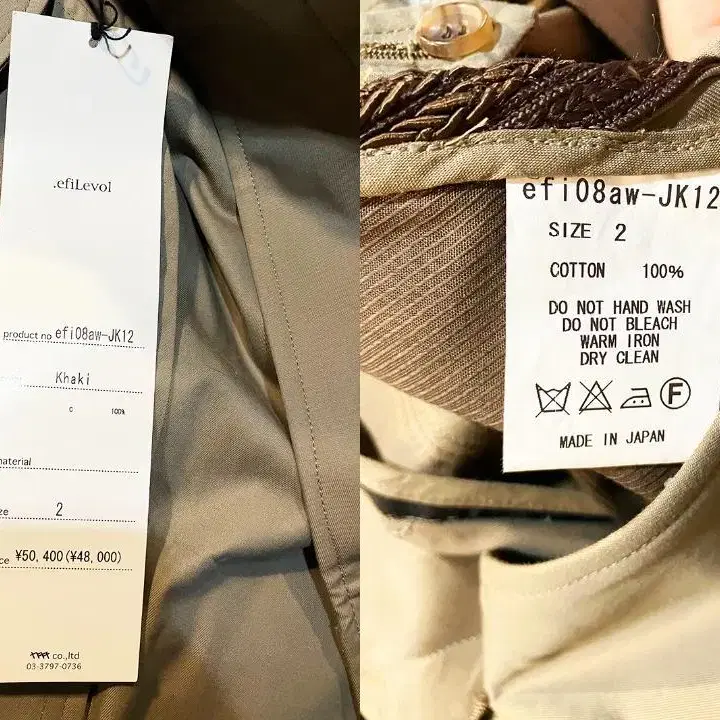 .efiLevol
product no efi08aw-JK12
Khaki
C 100%
material
2
¥50,400(¥48,000)
co.,ltd
03-3797-0736
efi08aw-JK12
SIZE 2
COTTON 100%
DO NOT HAND WASH
DO NOT BLEACH
WARM IRON
DRY CLEAN
F
MADE IN JAPAN